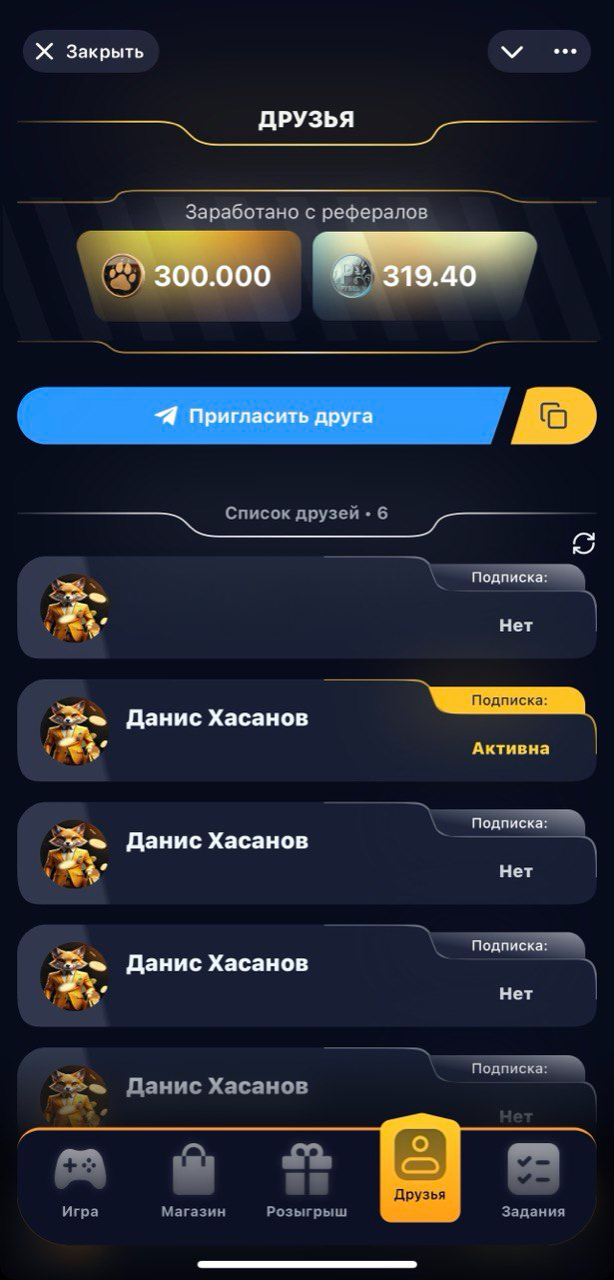 Закрыть
ДРУЗЬЯ
Заработано с рефералов
300.000
319.40
Пригласить друга
Список друзей • 6
Подписка:
Нет
Данис Хасанов
Подписка:
Активна
Данис Хасанов
Подписка:
Нет
Данис Хасанов
Подписка:
Нет
Данис Хасанов
Подписка:
Нет
Игра
Магазин
Розыгрыш
Друзья
Задания